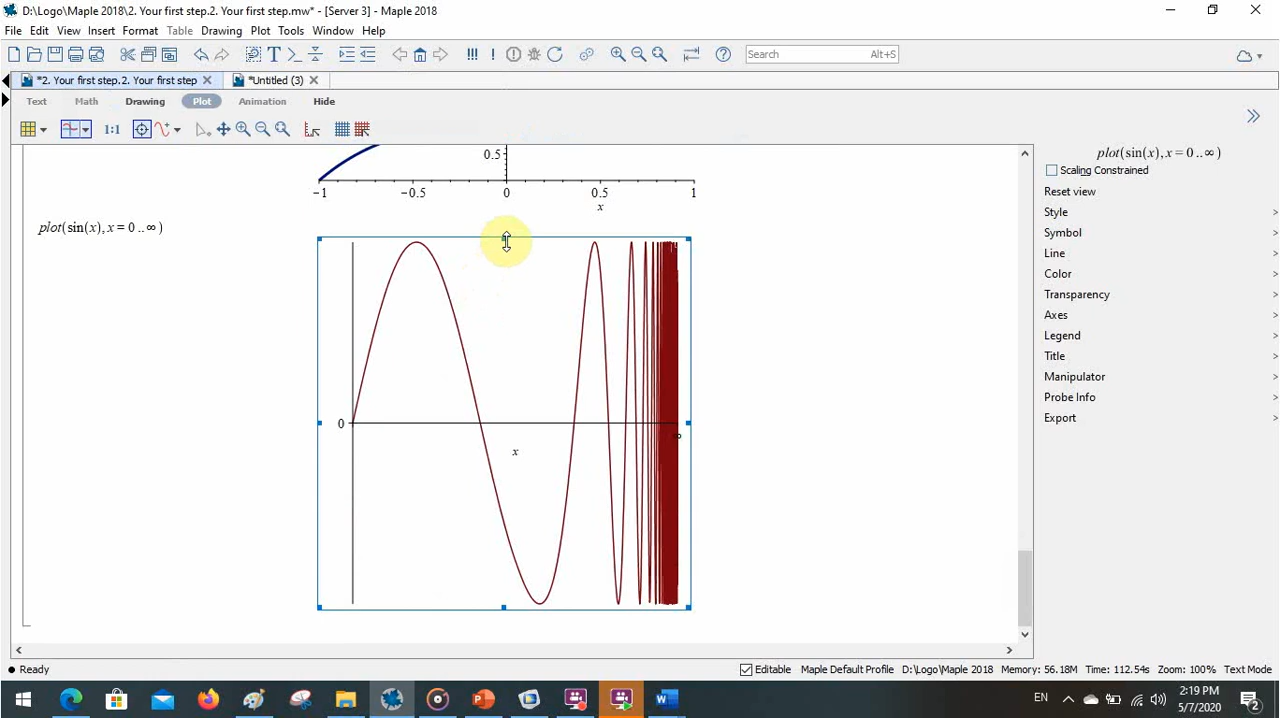 D:\Logo\Maple 2018\2. Your first step.2. Your first step.mw* - [Server 3] - Maple 2018
File Edit View Insert Format Table Drawing Plot Tools Window Help
Search Alt+S
*2. Your first step.2. Your first step *Untitled (3)
Text Math Drawing Plot Animation Hide
1:1
plot(sin(x), x = 0 .. ∞)
Scaling Constrained
Reset view
Style >
Symbol >
Line >
Color >
Transparency >
Axes >
Legend >
Title >
Manipulator >
Probe Info >
Export >
0.5
−1 −0.5 0 0.5 1
x
plot(sin(x), x = 0 .. ∞)
0
∞
x
Ready
Editable Maple Default Profile D:\Logo\Maple 2018 Memory: 56.18M Time: 112.54s Zoom: 100% Text Mode
EN 2:19 PM
5/7/2020
2